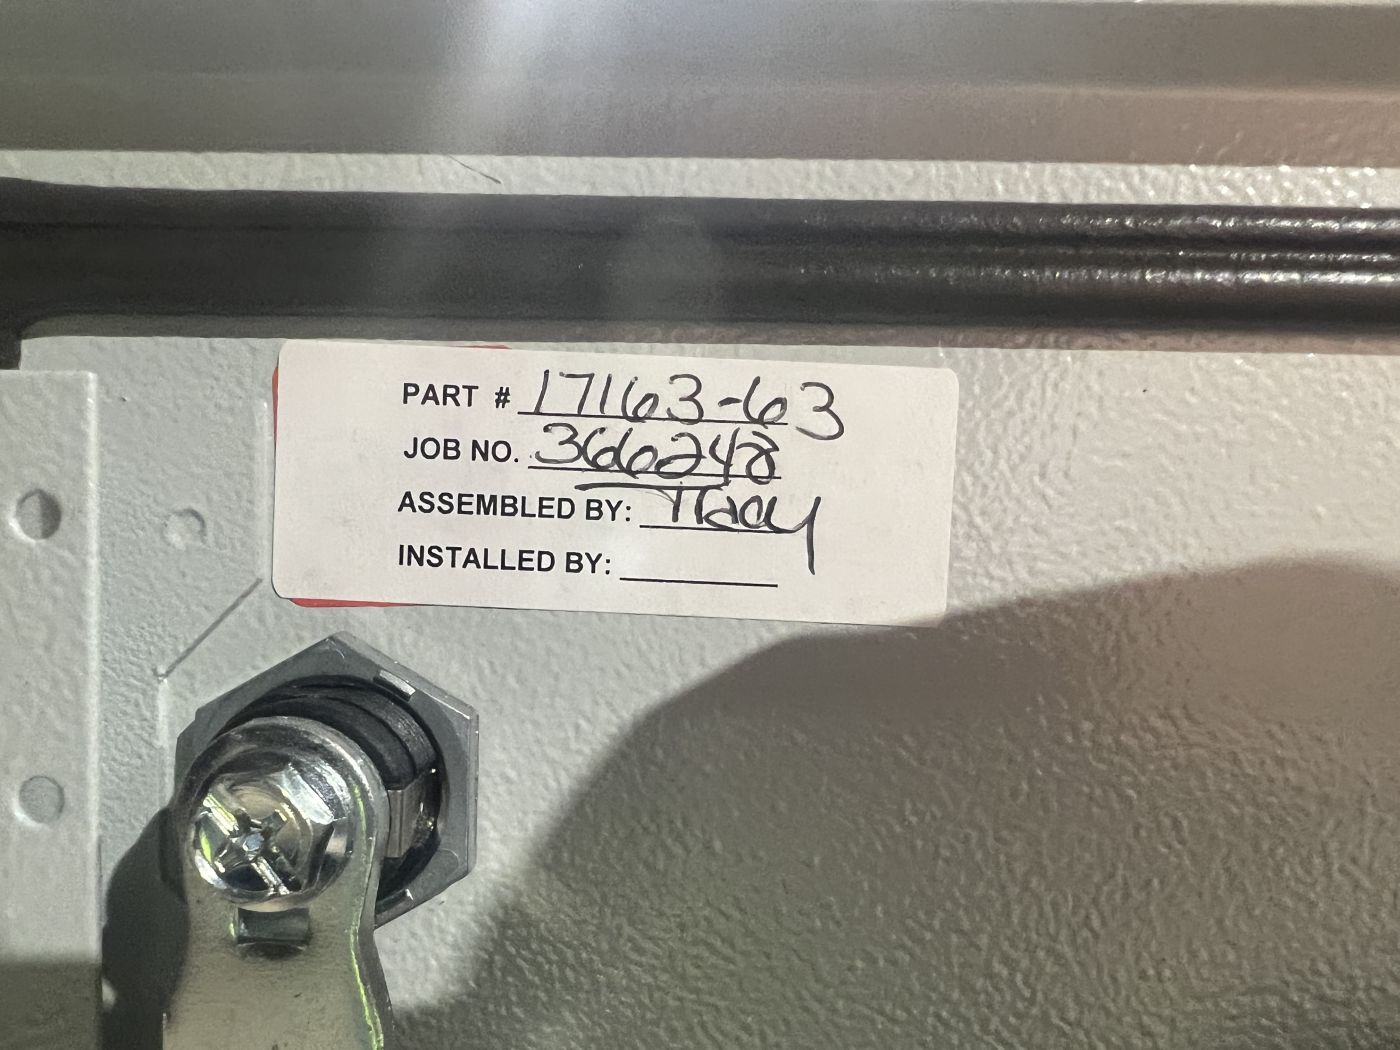 PART # 17163-63
JOB NO. 366248
ASSEMBLED BY: Tracy
INSTALLED BY: